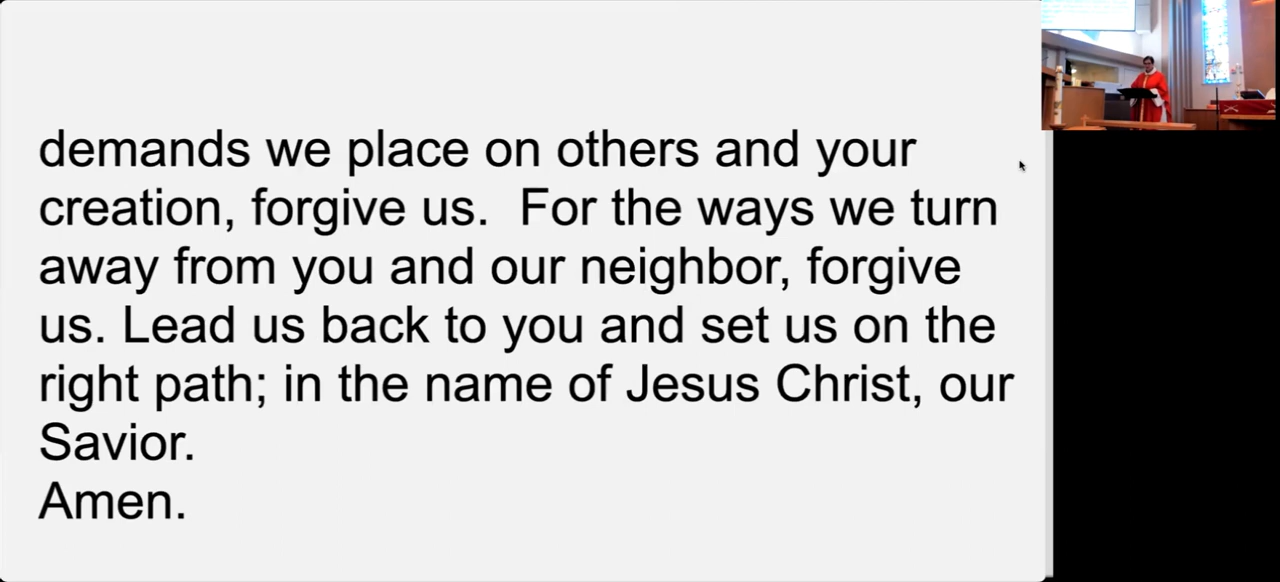 demands we place on others and your
creation, forgive us.  For the ways we turn
away from you and our neighbor, forgive
us. Lead us back to you and set us on the
right path; in the name of Jesus Christ, our
Savior.
Amen.